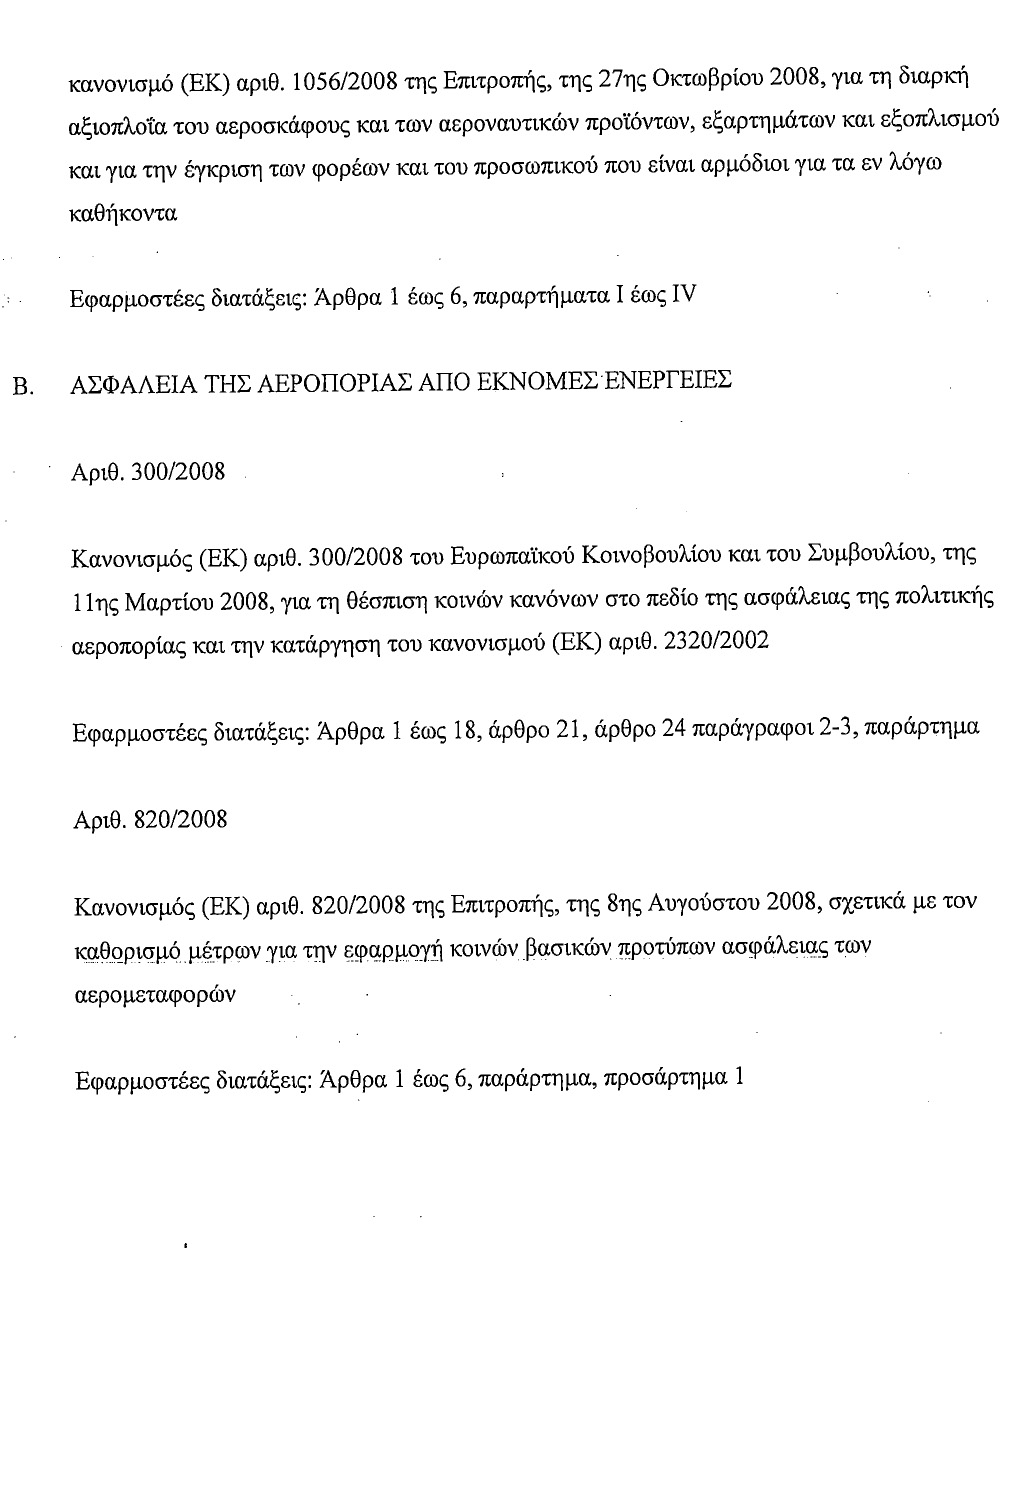 κανονισμό (ΕΚ) αριθ. 1056/2008 της Επιτροπής, της 27ης Οκτωβρίου 2008, για τη διαρκή
αξιοπλοΐα του αεροσκάφους και των αεροναυτικών προϊόντων, εξαρτημάτων και εξοπλισμού
και για την έγκριση των φορέων και του προσωπικού που είναι αρμόδιοι για τα εν λόγω
καθήκοντα
Εφαρμοστέες διατάξεις: Άρθρα 1 έως 6, παραρτήματα I έως IV
Β. ΑΣΦΑΛΕΙΑ ΤΗΣ ΑΕΡΟΠΟΡΙΑΣ ΑΠΟ ΕΚΝΟΜΕΣ ΕΝΕΡΓΕΙΕΣ
Αριθ. 300/2008
Κανονισμός (ΕΚ) αριθ. 300/2008 του Ευρωπαϊκού Κοινοβουλίου και του Συμβουλίου, της
11ης Μαρτίου 2008, για τη θέσπιση κοινών κανόνων στο πεδίο της ασφάλειας της πολιτικής
αεροπορίας και την κατάργηση του κανονισμού (ΕΚ) αριθ. 2320/2002
Εφαρμοστέες διατάξεις: Άρθρα 1 έως 18, άρθρο 21, άρθρο 24 παράγραφοι 2-3, παράρτημα
Αριθ. 820/2008
Κανονισμός (ΕΚ) αριθ. 820/2008 της Επιτροπής, της 8ης Αυγούστου 2008, σχετικά με τον
καθορισμό μέτρων για την εφαρμογή κοινών βασικών προτύπων ασφάλειας των
αερομεταφορών
Εφαρμοστέες διατάξεις: Άρθρα 1 έως 6, παράρτημα, προσάρτημα 1